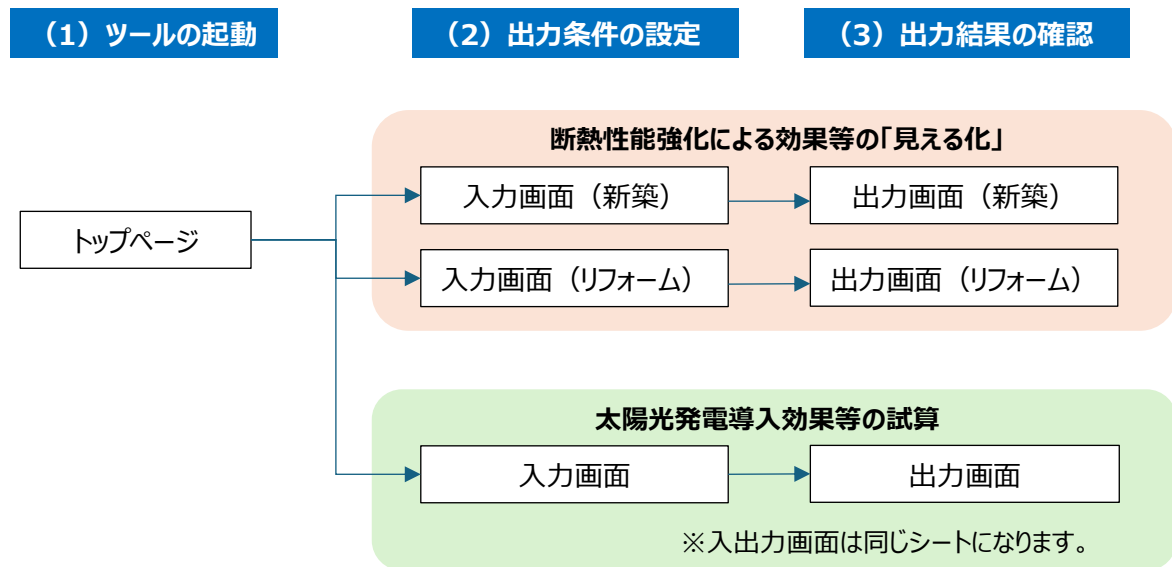 （1）ツールの起動
（2）出力条件の設定
（3）出力結果の確認
断熱性能強化による効果等の「見える化」
トップページ
入力画面（新築）
出力画面（新築）
入力画面（リフォーム）
出力画面（リフォーム）
太陽光発電導入効果等の試算
入力画面
出力画面
※入出力画面は同じシートになります。